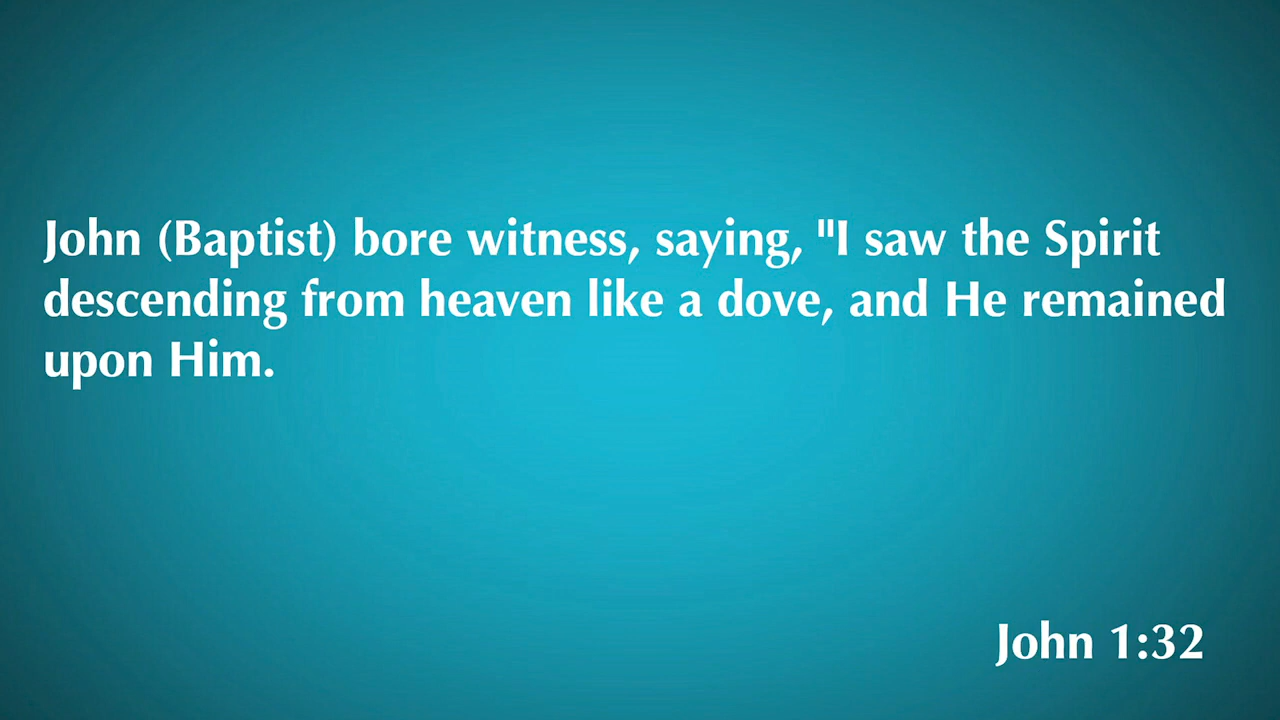 John (Baptist) bore witness, saying, "I saw the Spirit
descending from heaven like a dove, and He remained
upon Him.
John 1:32